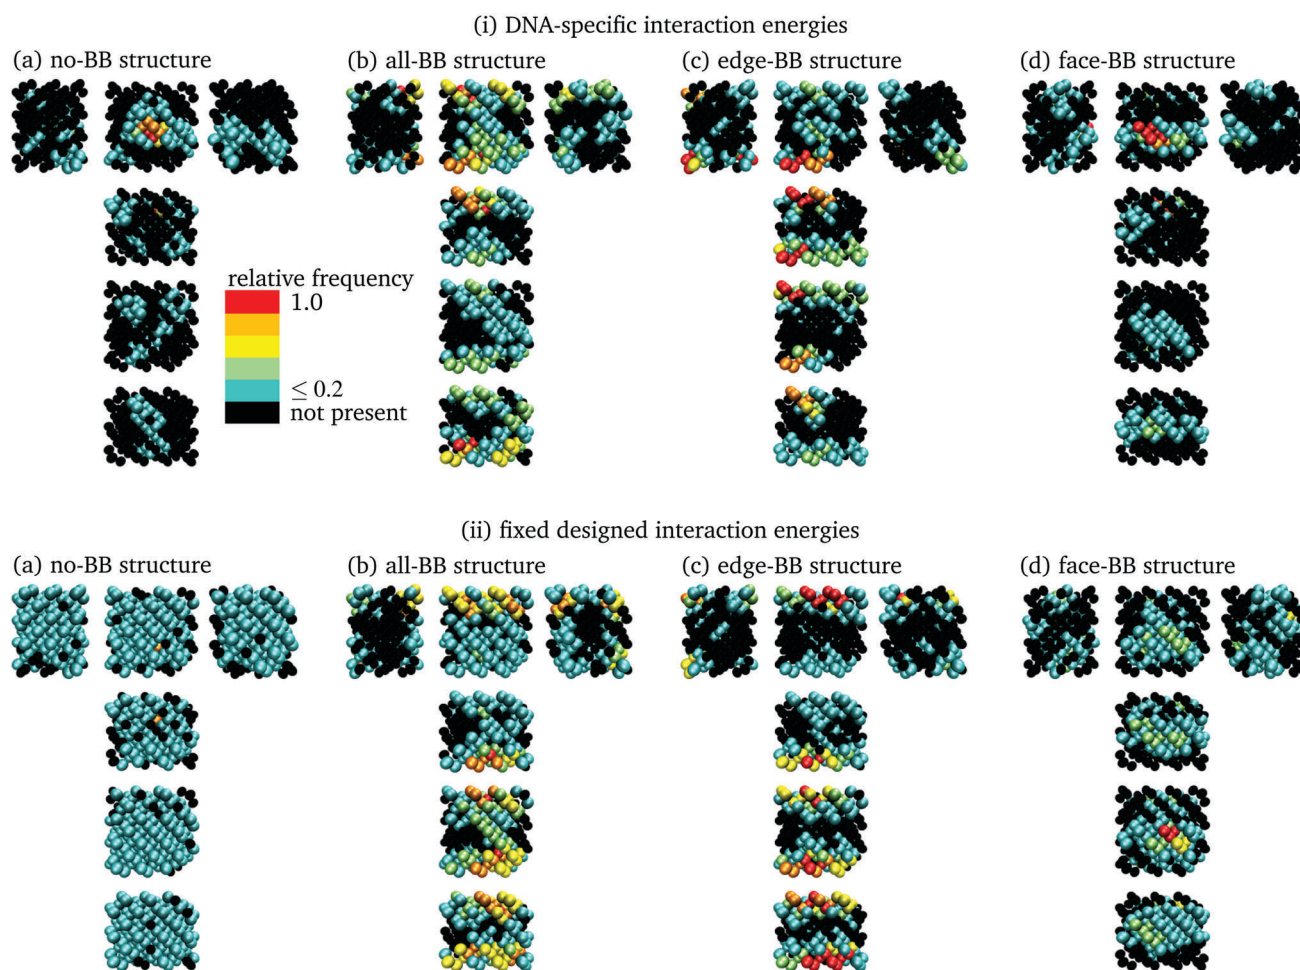 (i) DNA-specific interaction energies
(a) no-BB structure
(b) all-BB structure
(c) edge-BB structure
(d) face-BB structure
relative frequency
1.0
≤ 0.2
not present
(ii) fixed designed interaction energies
(a) no-BB structure
(b) all-BB structure
(c) edge-BB structure
(d) face-BB structure